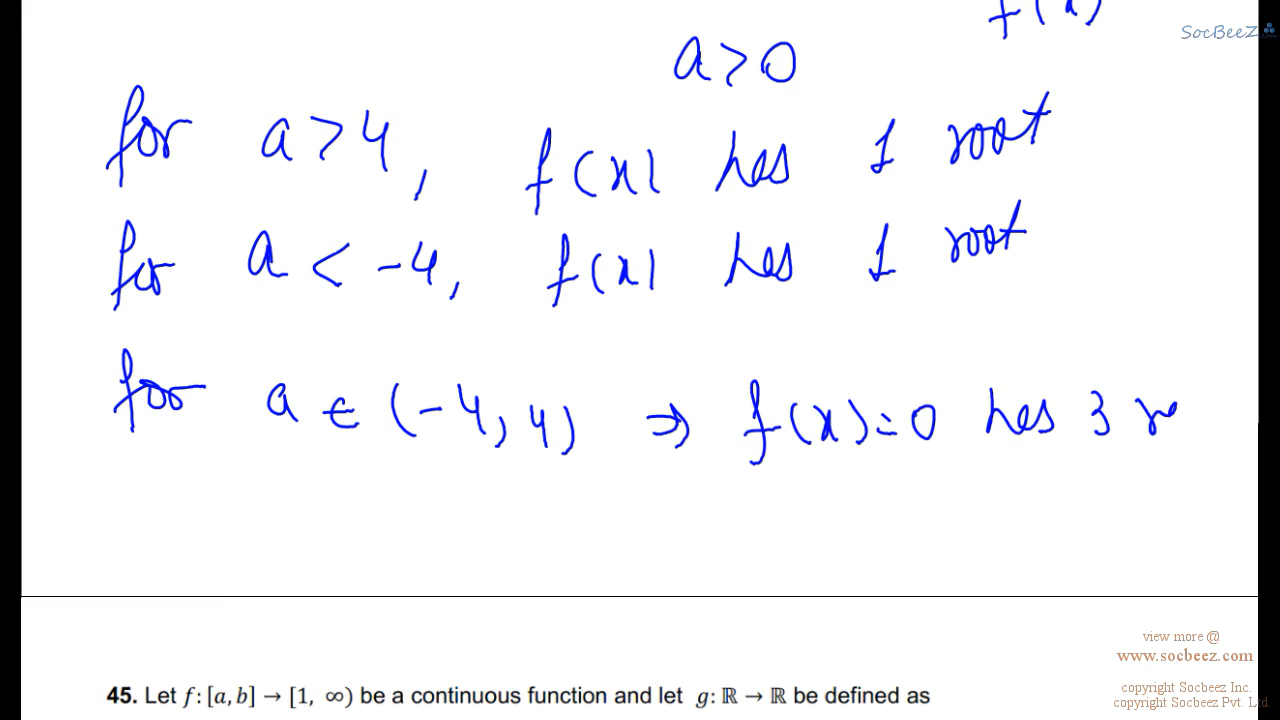 f(x)
SocBeeZ
a>0
for a>4, f(x) has 1 root
for a < -4, f(x) has 1 root
for a ∈ (-4, 4) ⇒ f(x)=0 has 3 ro
view more @
www.socbeez.com
copyright Socbeez Inc.
copyright Socbeez Pvt. Ltd.
45. Let f: [a, b] → [1, ∞) be a continuous function and let g: ℝ → ℝ be defined as